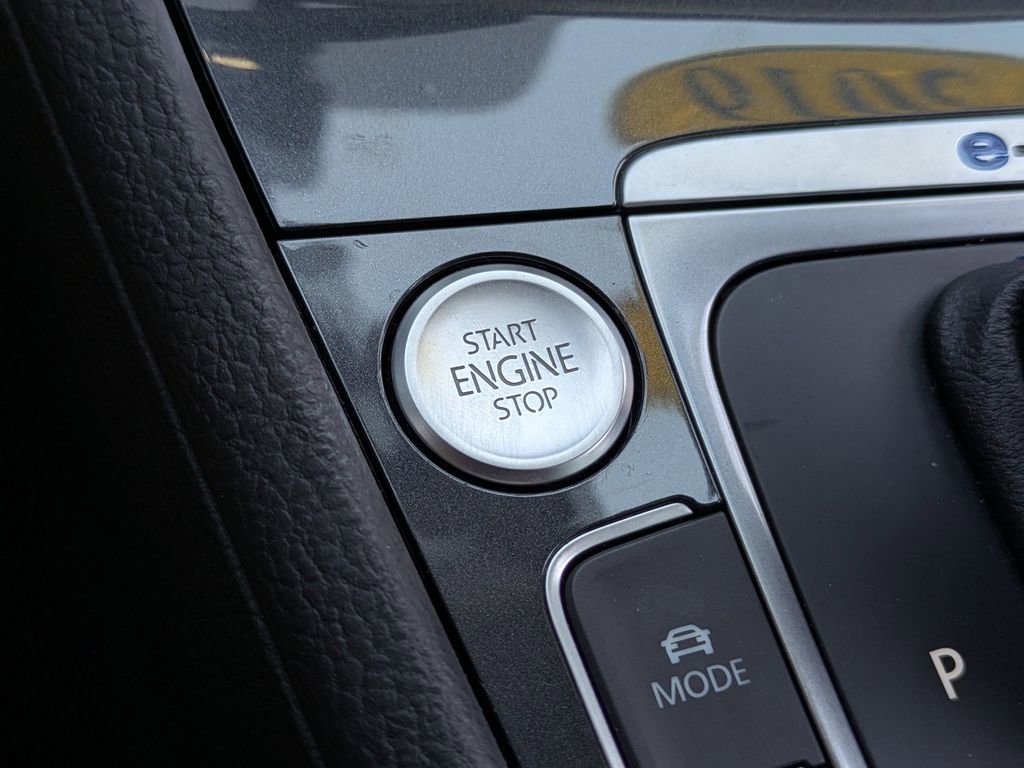 e-
START
ENGINE
STOP
MODE
P